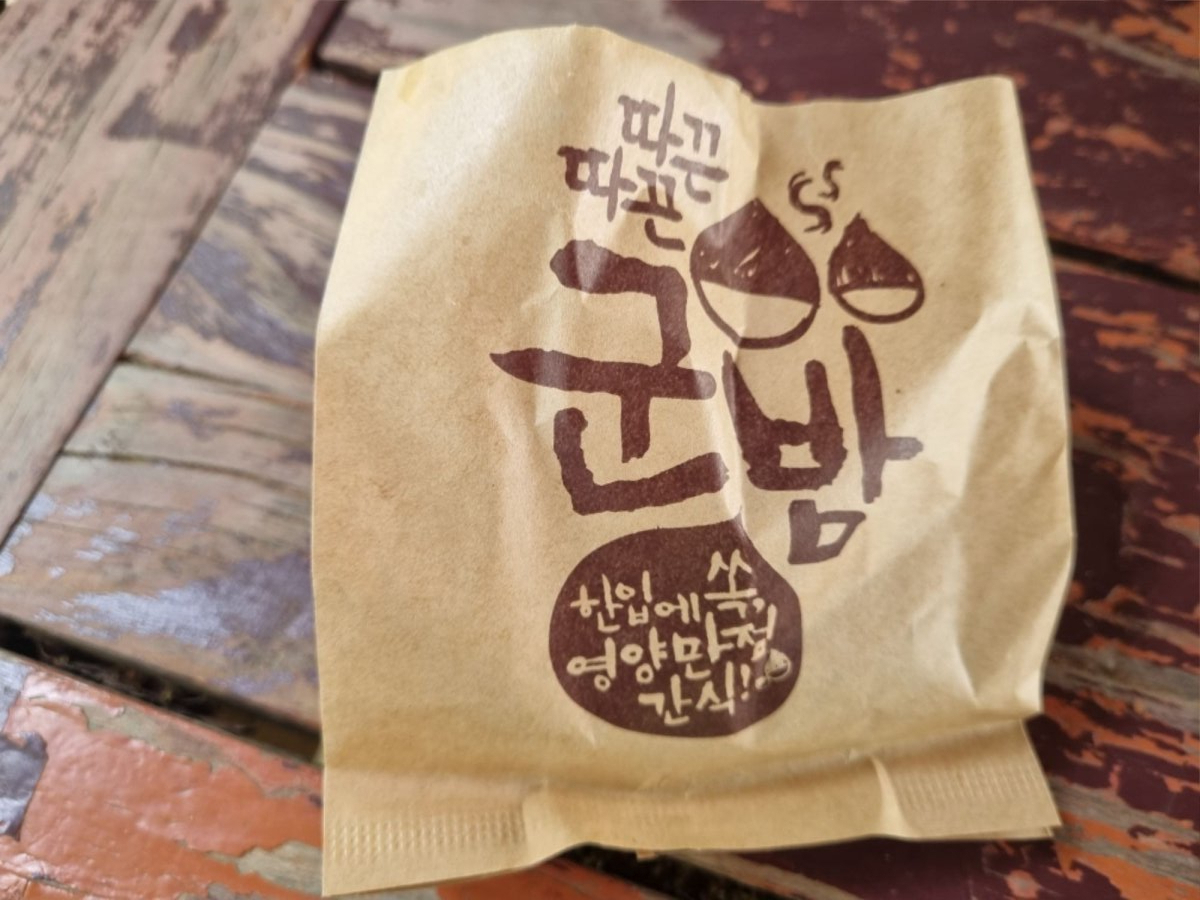 따끈
따끈
군밤
한입에 쏙,
영양만점
간식!!